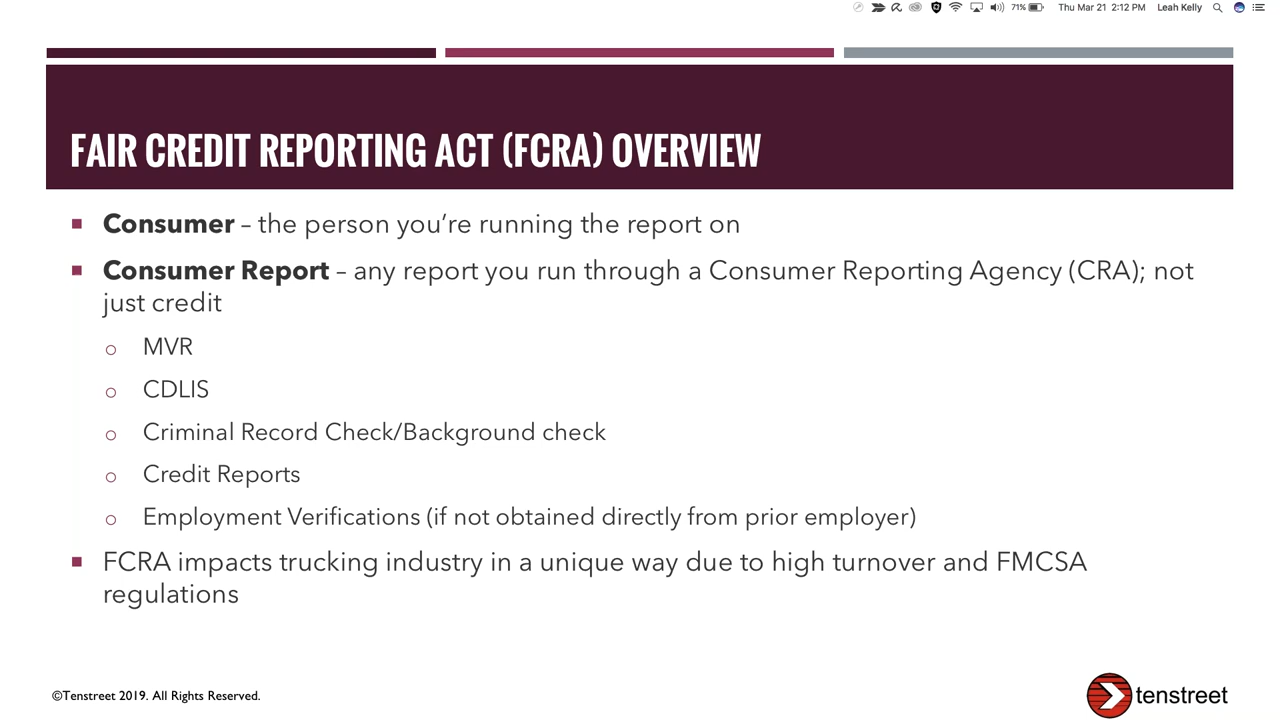 71%
Thu Mar 21 2:12 PM
Leah Kelly
FAIR CREDIT REPORTING ACT (FCRA) OVERVIEW
Consumer – the person you’re running the report on
Consumer Report – any report you run through a Consumer Reporting Agency (CRA); not
just credit
MVR
CDLIS
Criminal Record Check/Background check
Credit Reports
Employment Verifications (if not obtained directly from prior employer)
FCRA impacts trucking industry in a unique way due to high turnover and FMCSA
regulations
©Tenstreet 2019. All Rights Reserved.
tenstreet